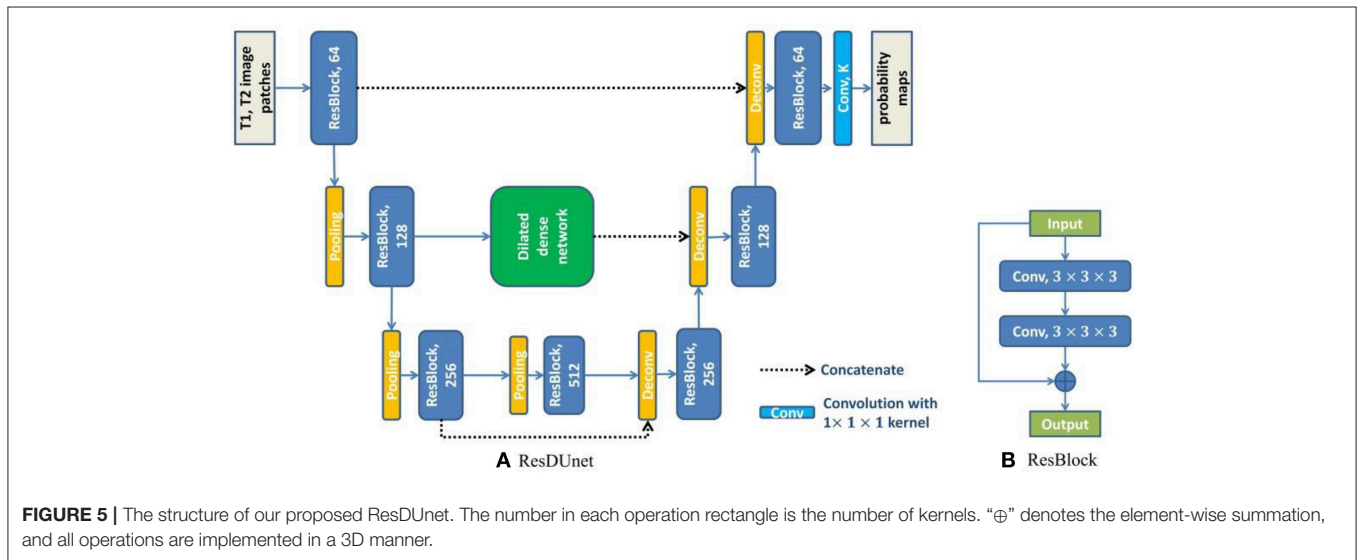 T1, T2 image
patches
ResBlock, 64
Deconv
ResBlock, 64
Conv, K
probability
maps
Pooling
ResBlock,
128
Dilated
dense
network
Deconv
ResBlock,
128
Pooling
ResBlock,
256
Pooling
ResBlock,
512
Deconv
ResBlock,
256
Concatenate
Conv
Convolution with
1× 1 × 1 kernel
A ResDUnet
Input
Conv, 3 × 3 × 3
Conv, 3 × 3 × 3
Output
B ResBlock
FIGURE 5 | The structure of our proposed ResDUnet. The number in each operation rectangle is the number of kernels. “⊕” denotes the element-wise summation,
and all operations are implemented in a 3D manner.